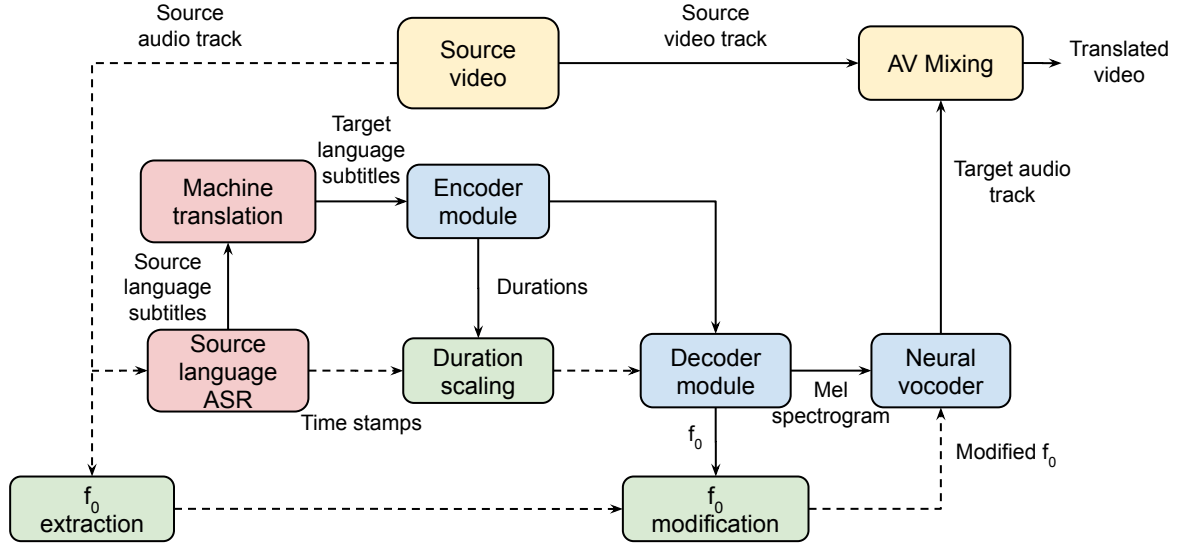 Source
audio track
Source
video
Source
video track
AV Mixing
Translated
video
Target
language
subtitles
Machine
translation
Encoder
module
Target audio
track
Source
language
subtitles
Durations
Source
language
ASR
Duration
scaling
Decoder
module
Neural
vocoder
Time stamps
Mel
spectrogram
f₀
Modified f₀
f₀
extraction
f₀
modification